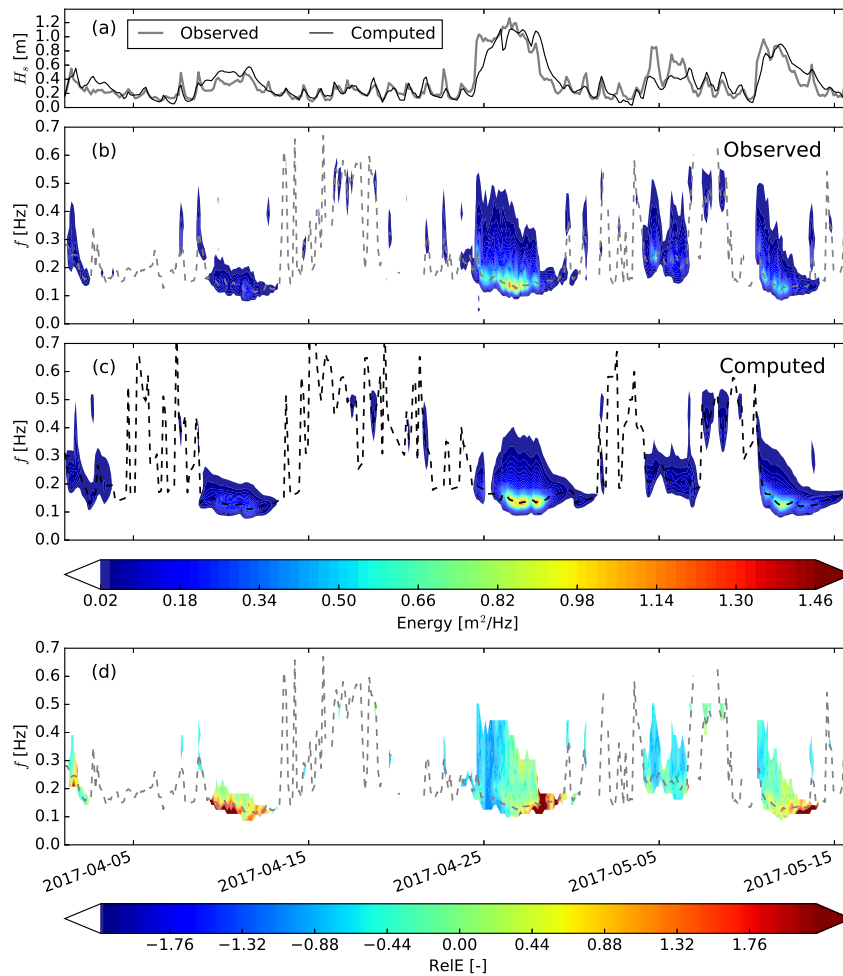 (a)
Observed
Computed
H_s [m]
1.2
1.0
0.8
0.6
0.4
0.2
0.0
(b)
Observed
f [Hz]
0.7
0.6
0.5
0.4
0.3
0.2
0.1
0.0
(c)
Computed
f [Hz]
0.7
0.6
0.5
0.4
0.3
0.2
0.1
0.0
0.02 0.18 0.34 0.50 0.66 0.82 0.98 1.14 1.30 1.46
Energy [m²/Hz]
(d)
f [Hz]
0.7
0.6
0.5
0.4
0.3
0.2
0.1
0.0
2017-04-05 2017-04-15 2017-04-25 2017-05-05 2017-05-15
−1.76 −1.32 −0.88 −0.44 0.00 0.44 0.88 1.32 1.76
RelE [-]